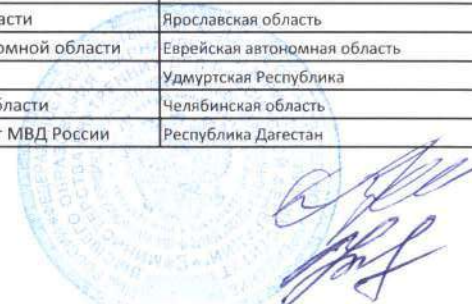 асти Ярославская область
омной области Еврейская автономная область
Удмуртская Республика
бласти Челябинская область
т МВД России Республика Дагестан